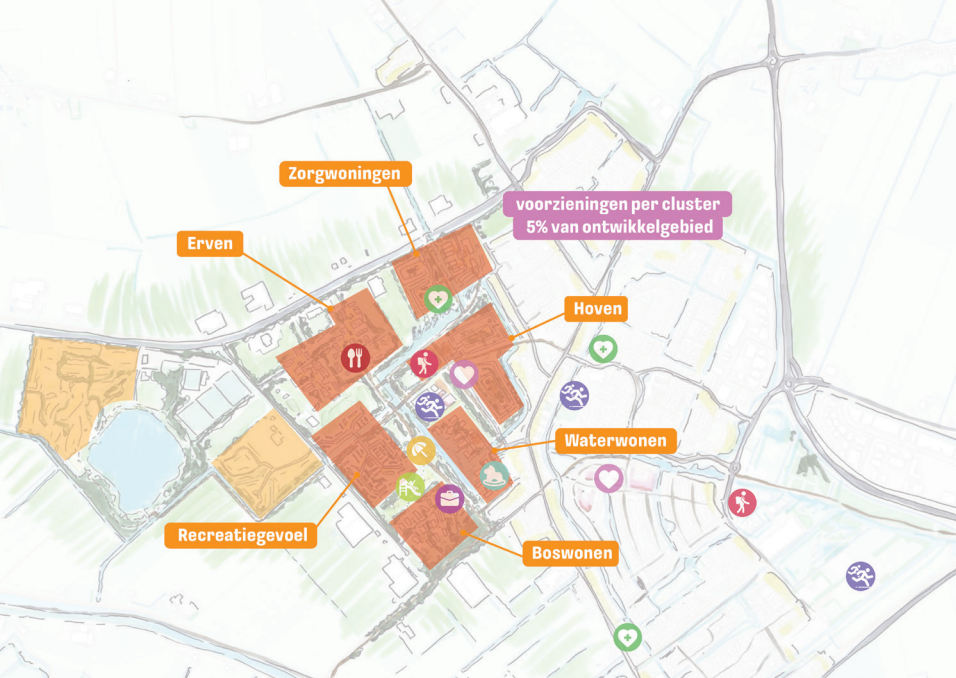 Zorgwoningen
voorzieningen per cluster
5% van ontwikkelgebied
Erven
Hoven
Waterwonen
Recreatiegevoel
Boswonen